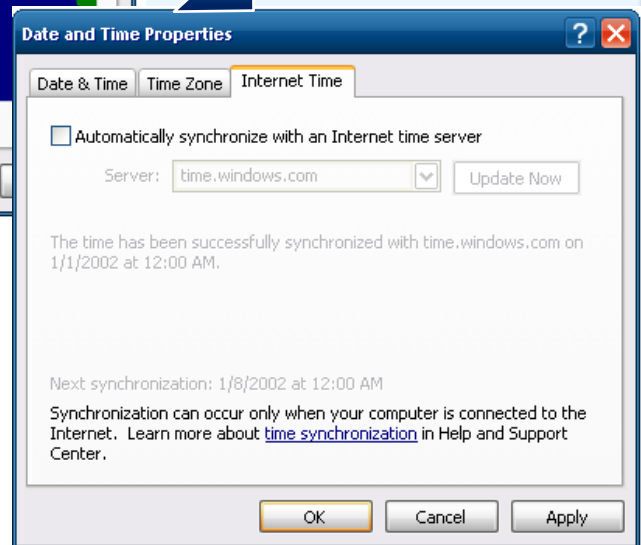 Date and Time Properties
Date & Time Time Zone Internet Time
Automatically synchronize with an Internet time server
Server: time.windows.com Update Now
The time has been successfully synchronized with time.windows.com on
1/1/2002 at 12:00 AM.
Next synchronization: 1/8/2002 at 12:00 AM
Synchronization can occur only when your computer is connected to the
Internet. Learn more about time synchronization in Help and Support
Center.
OK Cancel Apply